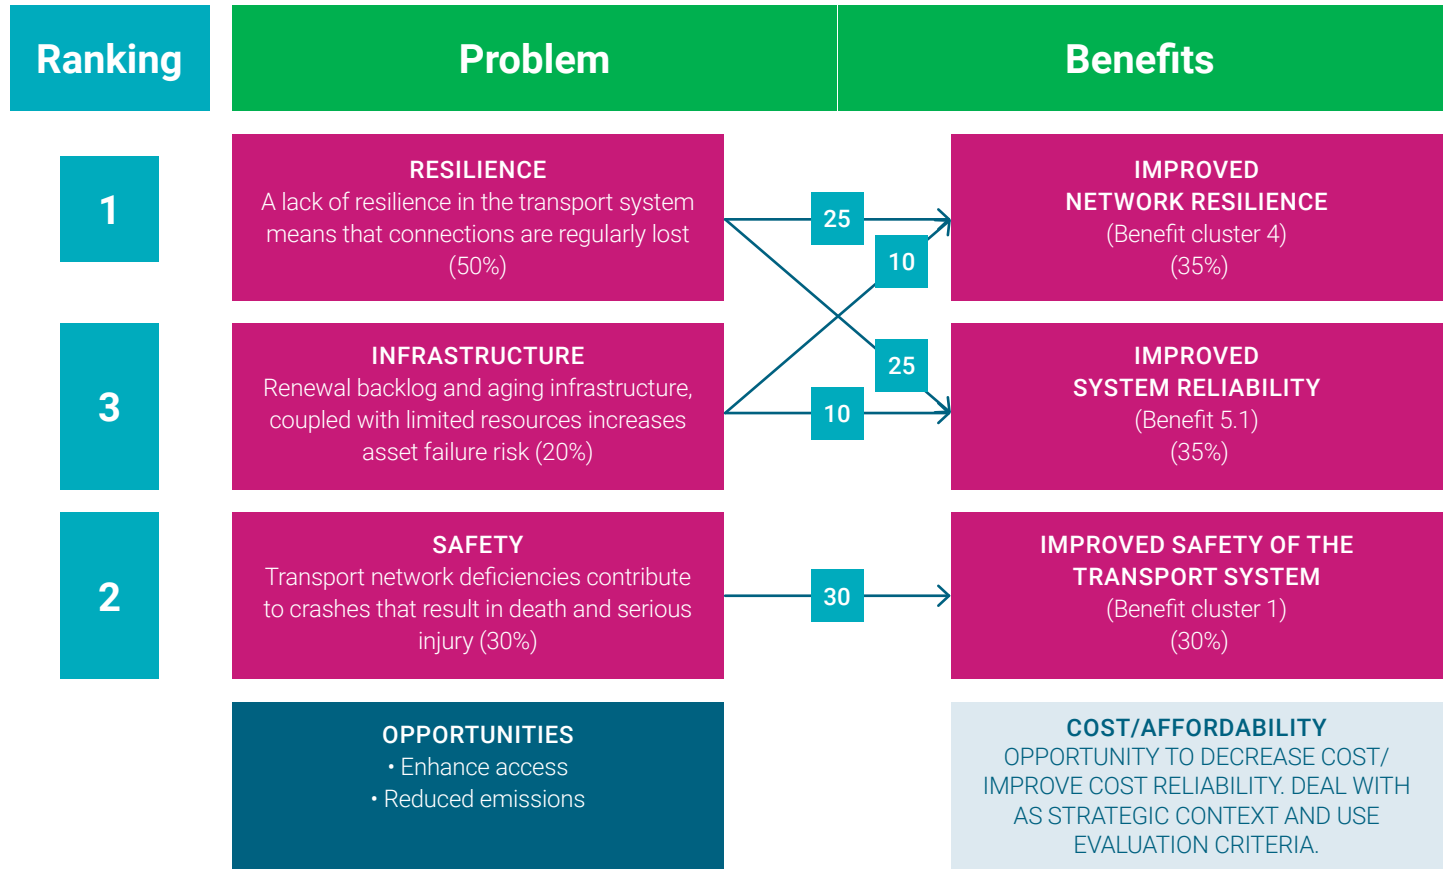 Ranking
Problem
Benefits
1
RESILIENCE
A lack of resilience in the transport system
means that connections are regularly lost
(50%)
25
10
IMPROVED
NETWORK RESILIENCE
(Benefit cluster 4)
(35%)
3
INFRASTRUCTURE
Renewal backlog and aging infrastructure,
coupled with limited resources increases
asset failure risk (20%)
25
10
IMPROVED
SYSTEM RELIABILITY
(Benefit 5.1)
(35%)
2
SAFETY
Transport network deficiencies contribute
to crashes that result in death and serious
injury (30%)
30
IMPROVED SAFETY OF THE
TRANSPORT SYSTEM
(Benefit cluster 1)
(30%)
OPPORTUNITIES
• Enhance access
• Reduced emissions
COST/AFFORDABILITY
OPPORTUNITY TO DECREASE COST/
IMPROVE COST RELIABILITY. DEAL WITH
AS STRATEGIC CONTEXT AND USE
EVALUATION CRITERIA.